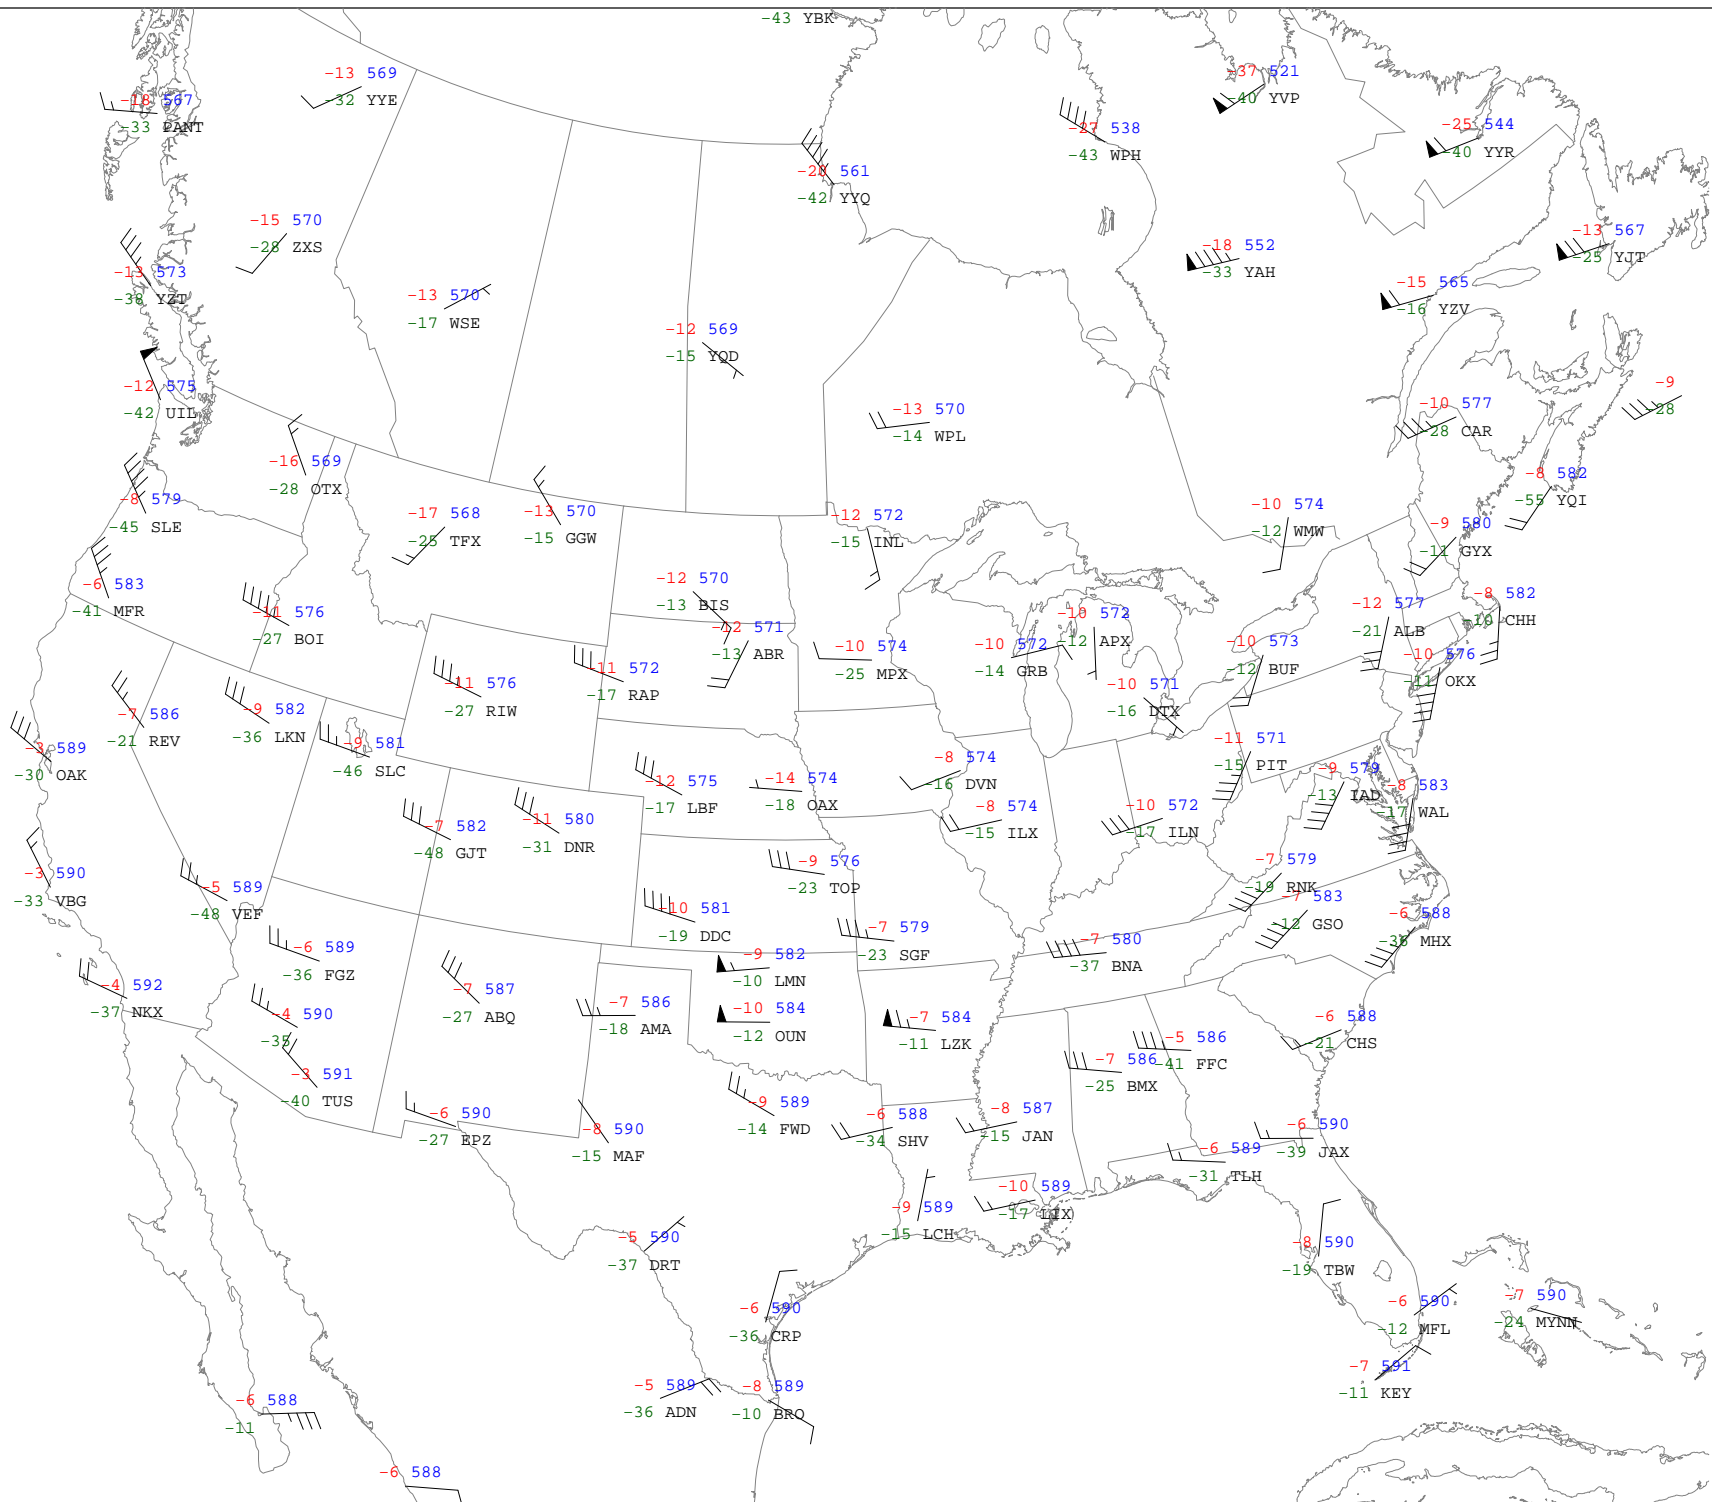 -43 YBK
-13 569
-32 YYE
-18 567
-33 PANT
-37 521
-40 YVP
-27 538
-43 WPH
-25 544
-40 YYR
-20 561
-42 YYQ
-15 570
-28 ZXS
-18 552
-33 YAH
-13 567
-25 YJT
-13 573
-38 YZT
-13 570
-17 WSE
-15 565
-16 YZV
-12 569
-15 YQD
-12 575
-42 UIL
-13 570
-14 WPL
-10 577
-28 CAR
-9
-28
-16 569
-28 OTX
-8 579
-45 SLE
-8 582
-55 YQI
-17 568
-25 TFX
-13 570
-15 GGW
-12 572
-15 INL
-10 574
-12 WMW
-9 580
-11 GYX
-6 583
-41 MFR
-11 576
-27 BOI
-12 570
-13 BIS
-12 571
-13 ABR
-10 572
-12 APX
-12 577
-21 ALB
-8 582
-10 CHH
-10 574
-25 MPX
-10 572
-14 GRB
-10 573
-12 BUF
-10 576
-11 OKX
-11 576
-27 RIW
-11 572
-17 RAP
-10 571
-16 DTX
-7 586
-21 REV
-9 582
-36 LKN
-3 589
-30 OAK
-9 581
-46 SLC
-12 575
-17 LBF
-14 574
-18 OAX
-8 574
-16 DVN
-11 571
-15 PIT
-9 579
-13 IAD
-8 583
-17 WAL
-7 582
-48 GJT
-11 580
-31 DNR
-8 574
-15 ILX
-10 572
-17 ILN
-3 590
-33 VBG
-5 589
-48 VEF
-9 576
-23 TOP
-7 579
-19 RNK
-10 581
-19 DDC
-7 583
-12 GSO
-7 579
-23 SGF
-7 580
-37 BNA
-6 588
-36 MHX
-6 589
-36 FGZ
-9 582
-10 LMN
-4 592
-37 NKX
-7 587
-27 ABQ
-7 586
-18 AMA
-10 584
-12 OUN
-7 584
-11 LZK
-4 590
-35
-6 588
-21 CHS
-5 586
-41 FFC
-7 586
-25 BMX
-3 591
-40 TUS
-6 590
-27 EPZ
-8 590
-15 MAF
-9 589
-14 FWD
-6 588
-34 SHV
-8 587
-15 JAN
-6 590
-39 JAX
-6 589
-31 TLH
-10 589
-17 LIX
-9 589
-15 LCH
-5 590
-37 DRT
-8 590
-19 TBW
-6 590
-36 CRP
-6 590
-12 MFL
-7 590
-24 MYNN
-7 591
-11 KEY
-5 589
-36 ADN
-8 589
-10 BRO
-6 588
-11
-6 588